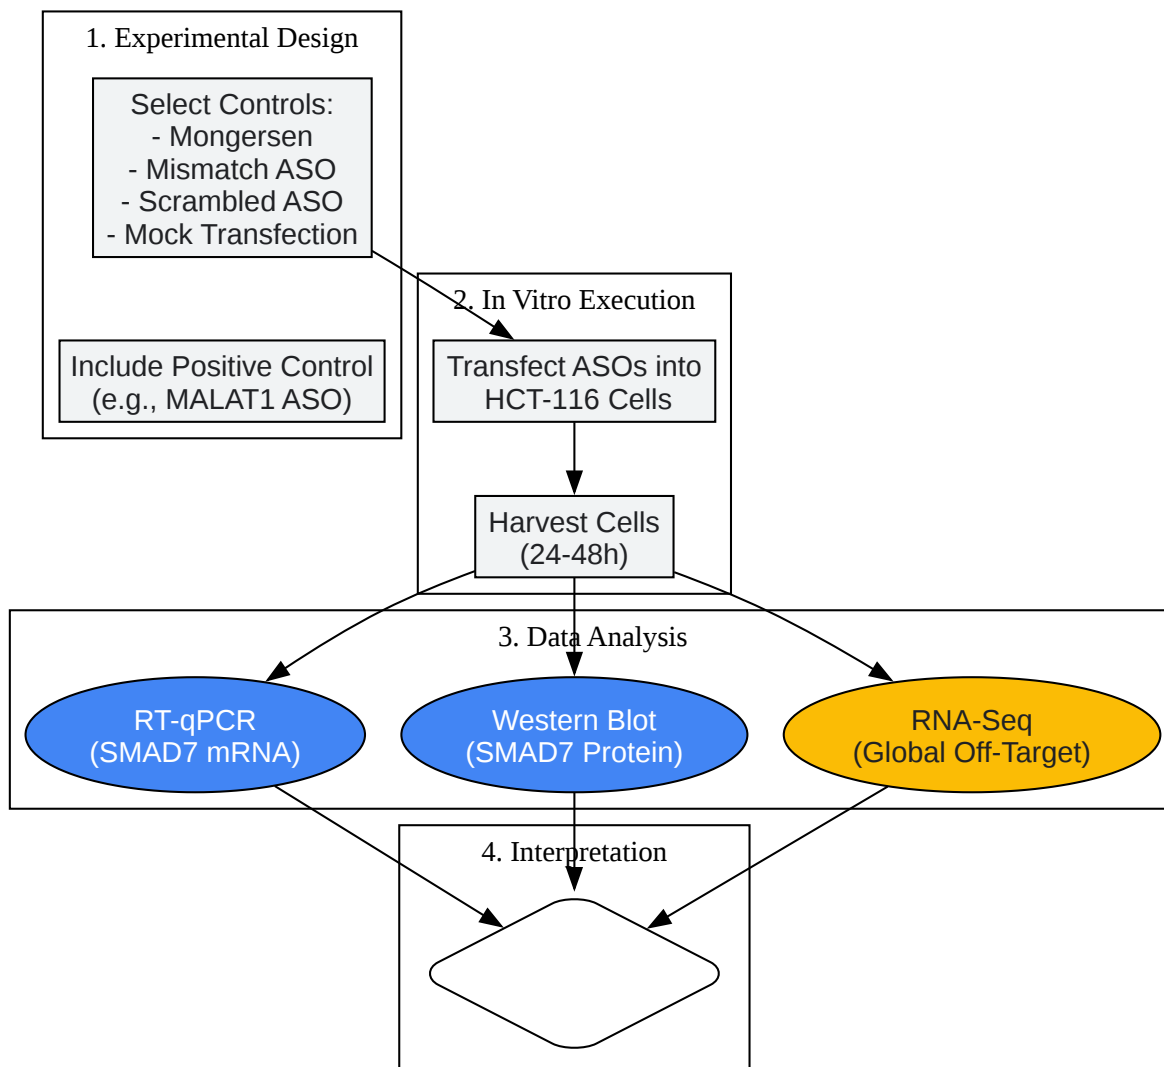 1. Experimental Design
Select Controls:
- Mongersen
- Mismatch ASO
- Scrambled ASO
- Mock Transfection
Include Positive Control
(e.g., MALAT1 ASO)
2. In Vitro Execution
Transfect ASOs into
HCT-116 Cells
Harvest Cells
(24-48h)
3. Data Analysis
RT-qPCR
(SMAD7 mRNA)
Western Blot
(SMAD7 Protein)
RNA-Seq
(Global Off-Target)
4. Interpretation